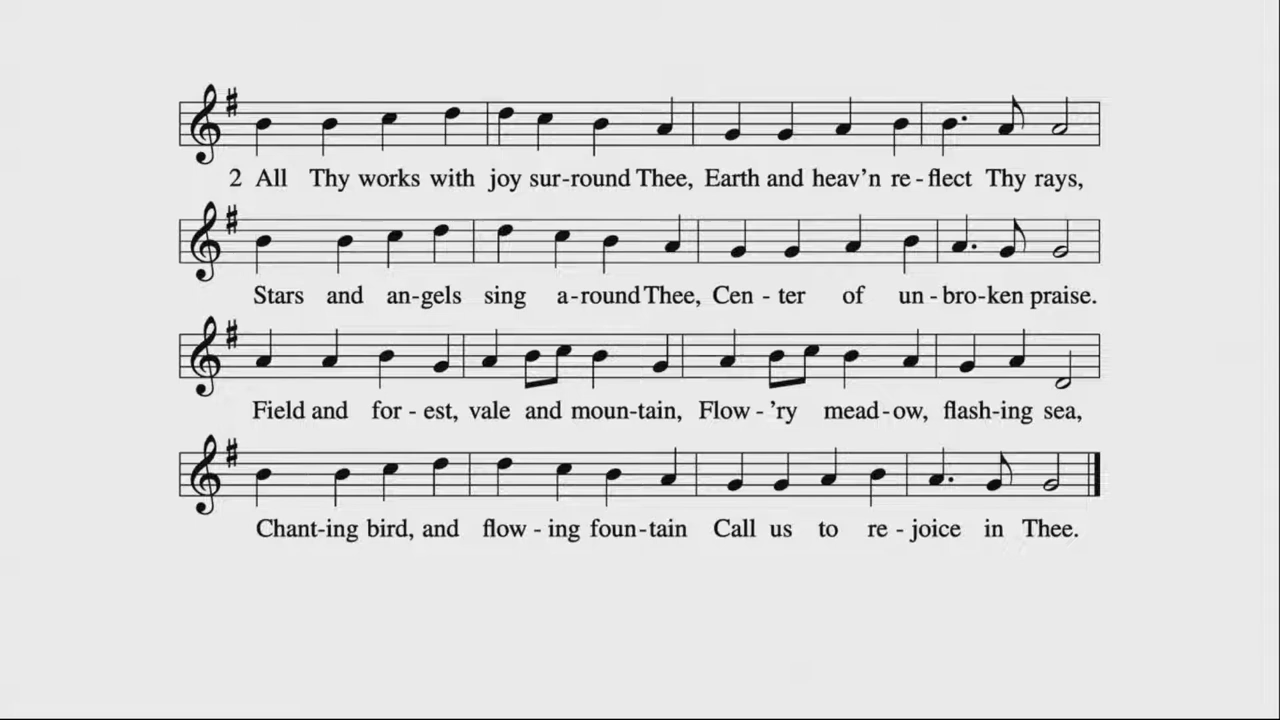 2 All Thy works with joy sur-round Thee, Earth and heav’n re-flect Thy rays,
Stars and an-gels sing a-round Thee, Cen-ter of un-bro-ken praise.
Field and for-est, vale and moun-tain, Flow-’ry mead-ow, flash-ing sea,
Chant-ing bird, and flow-ing foun-tain Call us to re-joice in Thee.